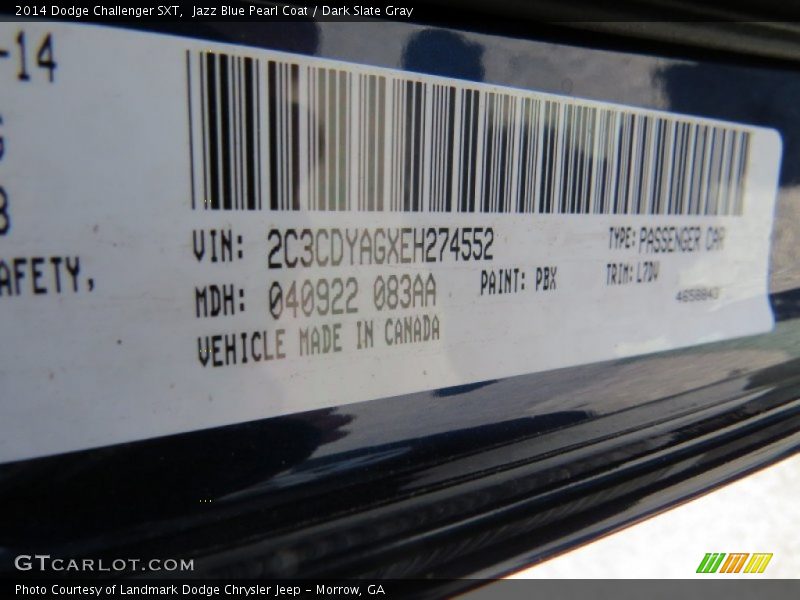 2014 Dodge Challenger SXT,  Jazz Blue Pearl Coat / Dark Slate Gray
-14
8
AFETY,
VIN: 2C3CDYAGXEH274552
TYPE: PASSENGER CAR
MDH: 040922 083AA
PAINT: PBX
TRIM: L7DV
4658843
VEHICLE MADE IN CANADA
GTCARLOT.COM
Photo Courtesy of Landmark Dodge Chrysler Jeep - Morrow, GA